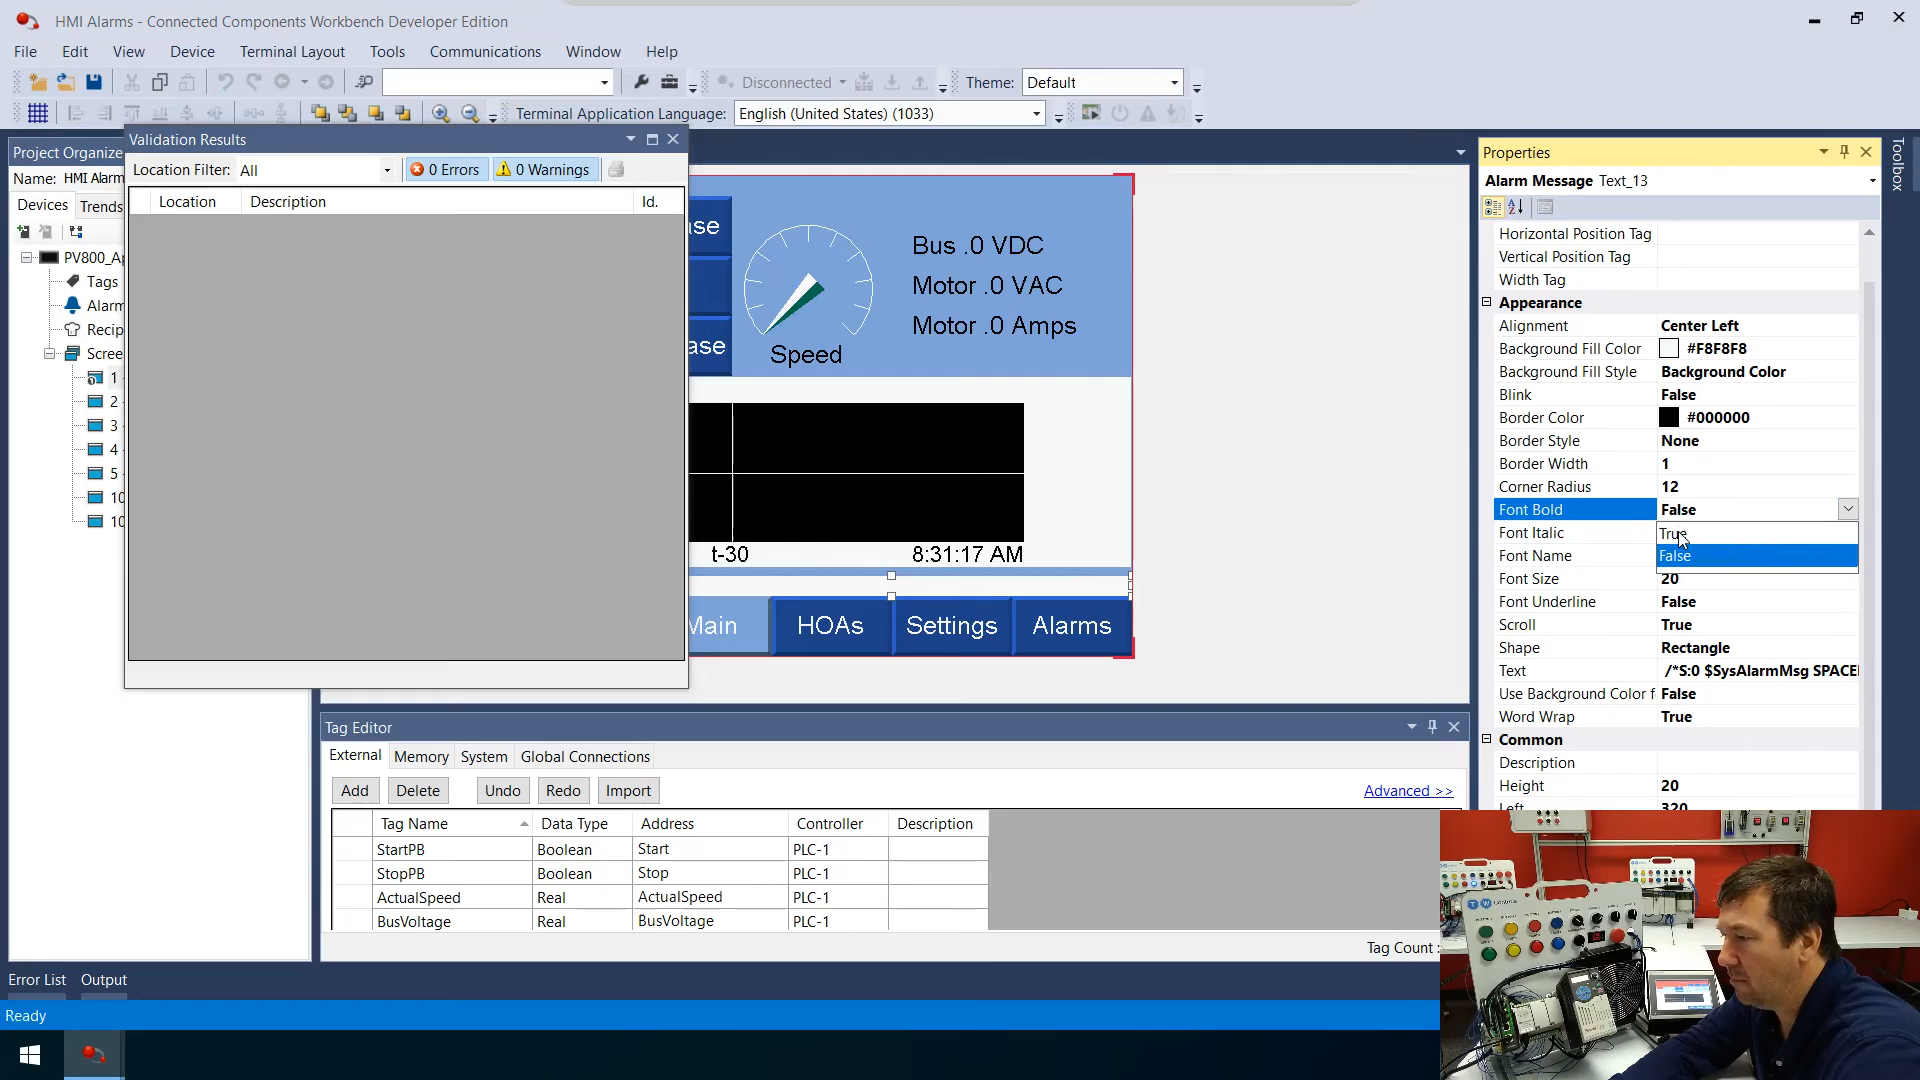 HMI Alarms - Connected Components Workbench Developer Edition
File Edit View Device Terminal Layout Tools Communications Window Help
Disconnected Theme: Default
Terminal Application Language: English (United States) (1033)
Project Organize
Name: HMI Alarm
Devices Trends
PV800_Ap
Tags
Alarm
Recip
Scree
1
2
3
4
5
10
10
Validation Results
Location Filter: All 0 Errors 0 Warnings
Location Description Id.
ase
ase
Speed
Bus .0 VDC
Motor .0 VAC
Motor .0 Amps
t-30 8:31:17 AM
Main HOAs Settings Alarms
Tag Editor
External Memory System Global Connections
Add Delete Undo Redo Import Advanced >>
Tag Name Data Type Address Controller Description
StartPB Boolean Start PLC-1
StopPB Boolean Stop PLC-1
ActualSpeed Real ActualSpeed PLC-1
BusVoltage Real BusVoltage PLC-1
Tag Count :
Properties
Alarm Message Text_13
Horizontal Position Tag
Vertical Position Tag
Width Tag
Appearance
Alignment Center Left
Background Fill Color #F8F8F8
Background Fill Style Background Color
Blink False
Border Color #000000
Border Style None
Border Width 1
Corner Radius 12
Font Bold False
Font Italic True
Font Name False
Font Size 20
Font Underline False
Scroll True
Shape Rectangle
Text /*S:0 $SysAlarmMsg SPACE
Use Background Color f False
Word Wrap True
Common
Description
Height 20
Left 320
Toolbox
Error List Output
Ready